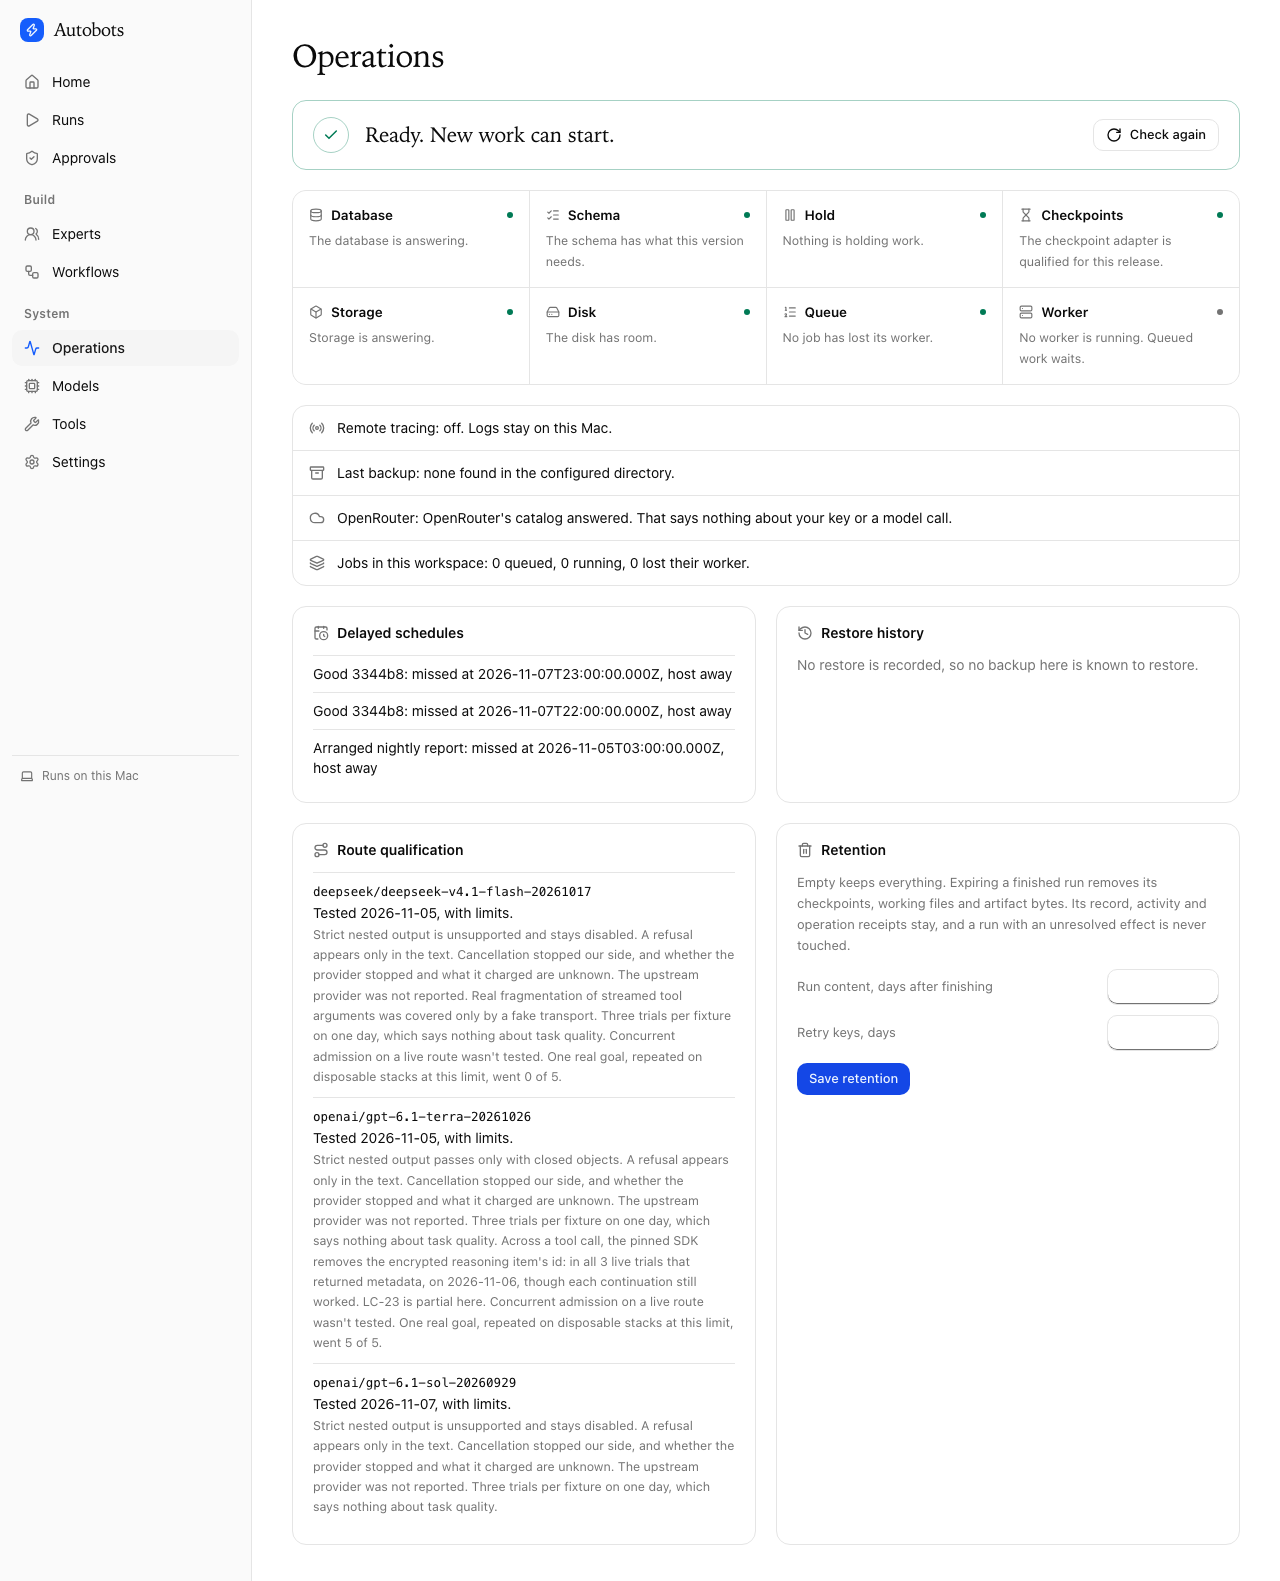 Autobots
Home
Runs
Approvals
Build
Experts
Workflows
System
Operations
Models
Tools
Settings
Runs on this Mac
Operations
Ready. New work can start.
Check again
Database
The database is answering.
Schema
The schema has what this version
needs.
Hold
Nothing is holding work.
Checkpoints
The checkpoint adapter is
qualified for this release.
Storage
Storage is answering.
Disk
The disk has room.
Queue
No job has lost its worker.
Worker
No worker is running. Queued
work waits.
Remote tracing: off. Logs stay on this Mac.
Last backup: none found in the configured directory.
OpenRouter: OpenRouter's catalog answered. That says nothing about your key or a model call.
Jobs in this workspace: 0 queued, 0 running, 0 lost their worker.
Delayed schedules
Good 3344b8: missed at 2026-11-07T23:00:00.000Z, host away
Good 3344b8: missed at 2026-11-07T22:00:00.000Z, host away
Arranged nightly report: missed at 2026-11-05T03:00:00.000Z,
host away
Restore history
No restore is recorded, so no backup here is known to restore.
Route qualification
deepseek/deepseek-v4.1-flash-20261017
Tested 2026-11-05, with limits.
Strict nested output is unsupported and stays disabled. A refusal
appears only in the text. Cancellation stopped our side, and whether the
provider stopped and what it charged are unknown. The upstream
provider was not reported. Real fragmentation of streamed tool
arguments was covered only by a fake transport. Three trials per fixture
on one day, which says nothing about task quality. Concurrent
admission on a live route wasn't tested. One real goal, repeated on
disposable stacks at this limit, went 0 of 5.
openai/gpt-6.1-terra-20261026
Tested 2026-11-05, with limits.
Strict nested output passes only with closed objects. A refusal appears
only in the text. Cancellation stopped our side, and whether the
provider stopped and what it charged are unknown. The upstream
provider was not reported. Three trials per fixture on one day, which
says nothing about task quality. Across a tool call, the pinned SDK
removes the encrypted reasoning item's id: in all 3 live trials that
returned metadata, on 2026-11-06, though each continuation still
worked. LC-23 is partial here. Concurrent admission on a live route
wasn't tested. One real goal, repeated on disposable stacks at this limit,
went 5 of 5.
openai/gpt-6.1-sol-20260929
Tested 2026-11-07, with limits.
Strict nested output is unsupported and stays disabled. A refusal
appears only in the text. Cancellation stopped our side, and whether the
provider stopped and what it charged are unknown. The upstream
provider was not reported. Three trials per fixture on one day, which
says nothing about task quality.
Retention
Empty keeps everything. Expiring a finished run removes its
checkpoints, working files and artifact bytes. Its record, activity and
operation receipts stay, and a run with an unresolved effect is never
touched.
Run content, days after finishing
Retry keys, days
Save retention